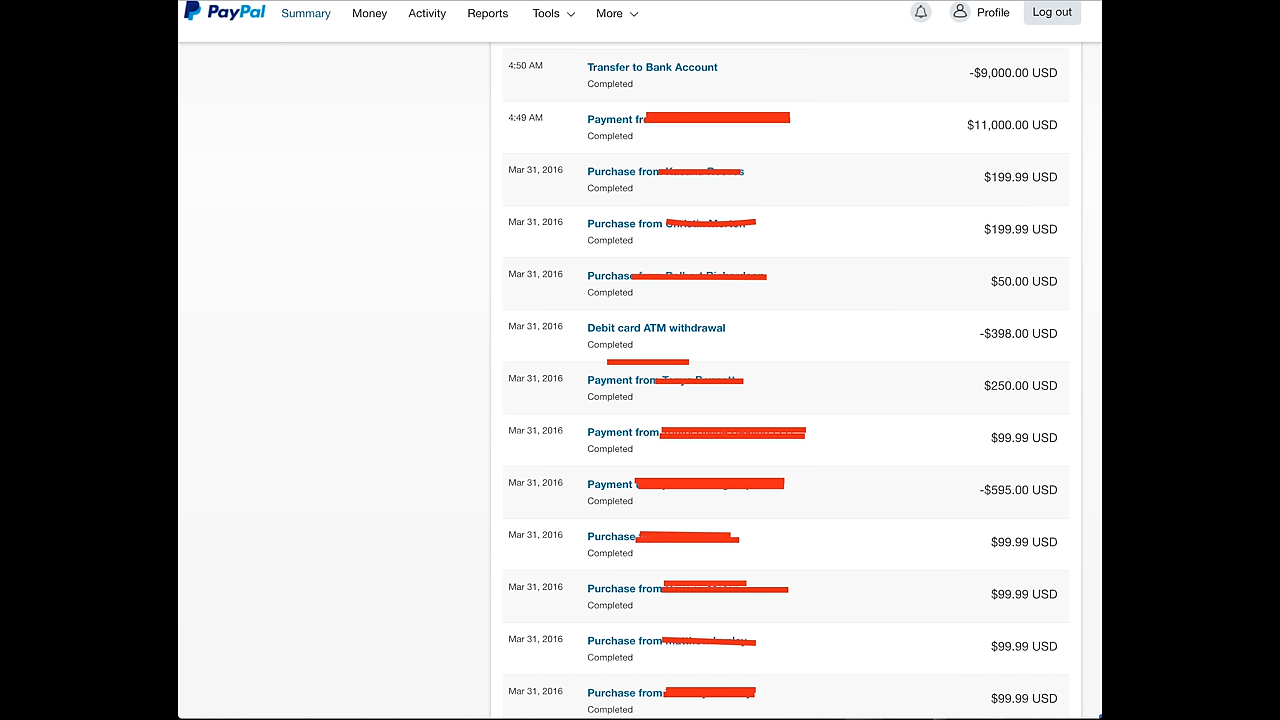 PayPal Summary Money Activity Reports Tools More Profile Log out
4:50 AM Transfer to Bank Account -$9,000.00 USD
Completed
4:49 AM Payment $11,000.00 USD
Completed
Mar 31, 2016 Purchase from $199.99 USD
Completed
Mar 31, 2016 Purchase from $199.99 USD
Completed
Mar 31, 2016 Purchase $50.00 USD
Completed
Mar 31, 2016 Debit card ATM withdrawal -$398.00 USD
Completed
Mar 31, 2016 Payment from $250.00 USD
Completed
Mar 31, 2016 Payment from $99.99 USD
Completed
Mar 31, 2016 Payment -$595.00 USD
Completed
Mar 31, 2016 Purchase $99.99 USD
Completed
Mar 31, 2016 Purchase from $99.99 USD
Completed
Mar 31, 2016 Purchase from $99.99 USD
Completed
Mar 31, 2016 Purchase from $99.99 USD
Completed